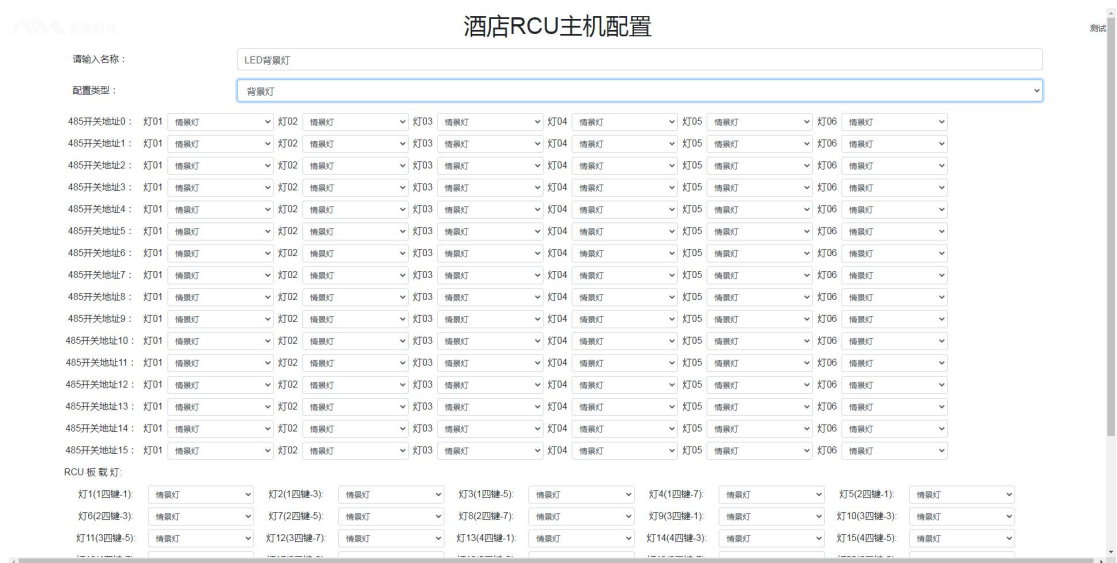 酒店RCU主机配置
测试
请输入名称： LED背景灯
配置类型： 背景灯
485开关地址0： 灯01 情景灯 灯02 情景灯 灯03 情景灯 灯04 情景灯 灯05 情景灯 灯06 情景灯
485开关地址1： 灯01 情景灯 灯02 情景灯 灯03 情景灯 灯04 情景灯 灯05 情景灯 灯06 情景灯
485开关地址2： 灯01 情景灯 灯02 情景灯 灯03 情景灯 灯04 情景灯 灯05 情景灯 灯06 情景灯
485开关地址3： 灯01 情景灯 灯02 情景灯 灯03 情景灯 灯04 情景灯 灯05 情景灯 灯06 情景灯
485开关地址4： 灯01 情景灯 灯02 情景灯 灯03 情景灯 灯04 情景灯 灯05 情景灯 灯06 情景灯
485开关地址5： 灯01 情景灯 灯02 情景灯 灯03 情景灯 灯04 情景灯 灯05 情景灯 灯06 情景灯
485开关地址6： 灯01 情景灯 灯02 情景灯 灯03 情景灯 灯04 情景灯 灯05 情景灯 灯06 情景灯
485开关地址7： 灯01 情景灯 灯02 情景灯 灯03 情景灯 灯04 情景灯 灯05 情景灯 灯06 情景灯
485开关地址8： 灯01 情景灯 灯02 情景灯 灯03 情景灯 灯04 情景灯 灯05 情景灯 灯06 情景灯
485开关地址9： 灯01 情景灯 灯02 情景灯 灯03 情景灯 灯04 情景灯 灯05 情景灯 灯06 情景灯
485开关地址10： 灯01 情景灯 灯02 情景灯 灯03 情景灯 灯04 情景灯 灯05 情景灯 灯06 情景灯
485开关地址11： 灯01 情景灯 灯02 情景灯 灯03 情景灯 灯04 情景灯 灯05 情景灯 灯06 情景灯
485开关地址12： 灯01 情景灯 灯02 情景灯 灯03 情景灯 灯04 情景灯 灯05 情景灯 灯06 情景灯
485开关地址13： 灯01 情景灯 灯02 情景灯 灯03 情景灯 灯04 情景灯 灯05 情景灯 灯06 情景灯
485开关地址14： 灯01 情景灯 灯02 情景灯 灯03 情景灯 灯04 情景灯 灯05 情景灯 灯06 情景灯
485开关地址15： 灯01 情景灯 灯02 情景灯 灯03 情景灯 灯04 情景灯 灯05 情景灯 灯06 情景灯
RCU 板 载 灯:
灯1(1四键-1): 情景灯 灯2(1四键-3): 情景灯 灯3(1四键-5): 情景灯 灯4(1四键-7): 情景灯 灯5(2四键-1): 情景灯
灯6(2四键-3): 情景灯 灯7(2四键-5): 情景灯 灯8(2四键-7): 情景灯 灯9(3四键-1): 情景灯 灯10(3四键-3): 情景灯
灯11(3四键-5): 情景灯 灯12(3四键-7): 情景灯 灯13(4四键-1): 情景灯 灯14(4四键-3): 情景灯 灯15(4四键-5): 情景灯